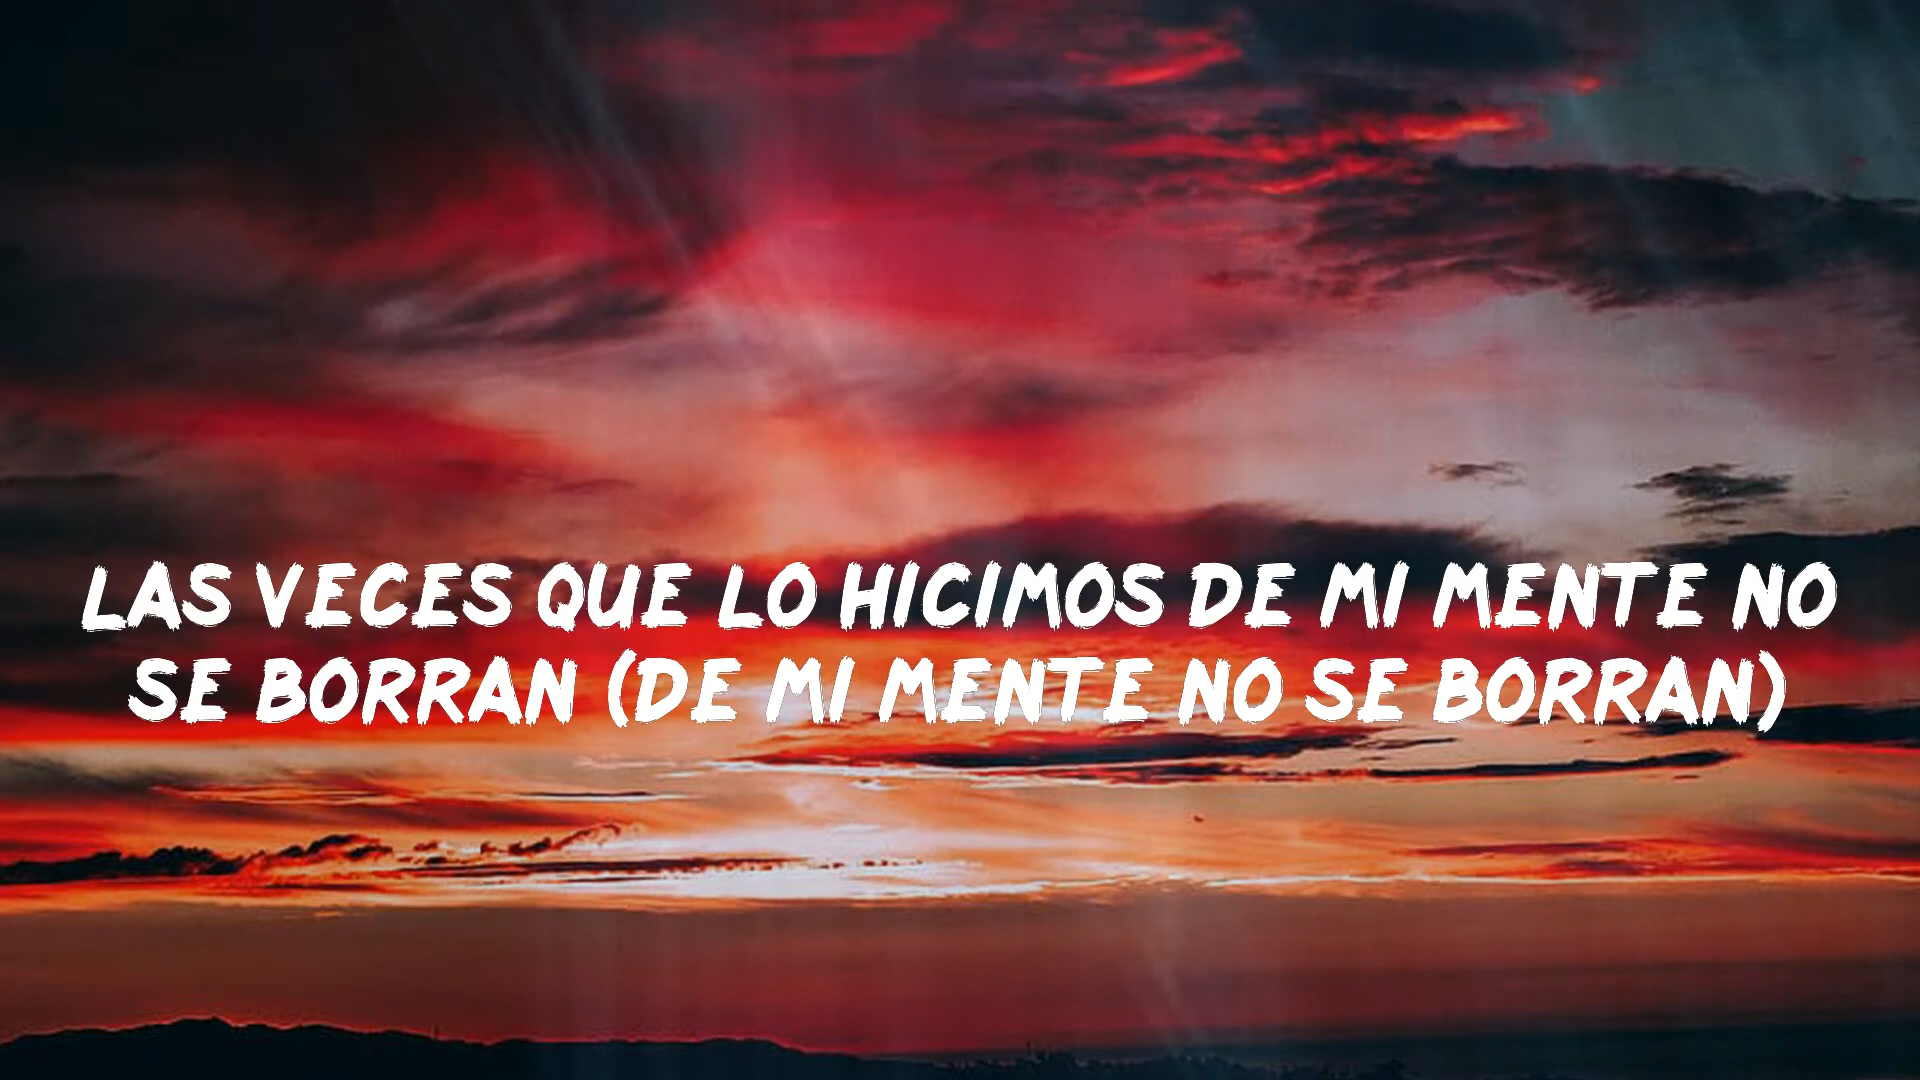 LAS VECES QUE LO HICIMOS DE MI MENTE NO
SE BORRAN (DE MI MENTE NO SE BORRAN)